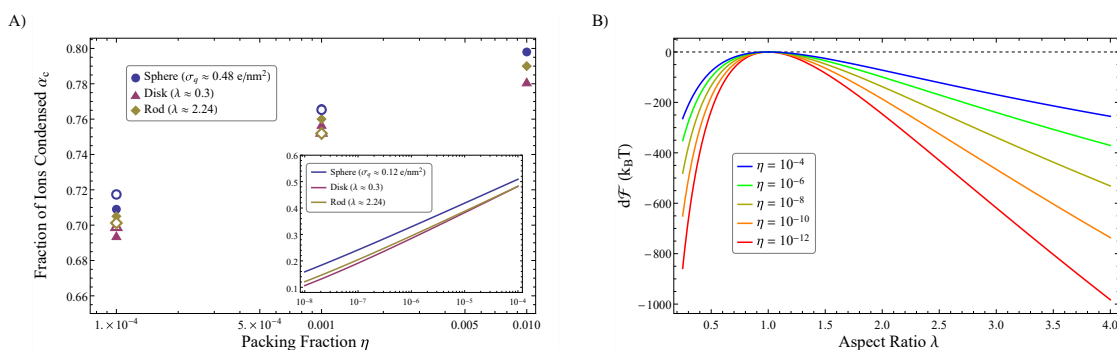 A)
Fraction of Ions Condensed α_c
0.80
0.78
0.76
0.74
0.72
0.70
0.68
0.66
Sphere (σ_q ≈ 0.48 e/nm²)
Disk (λ ≈ 0.3)
Rod (λ ≈ 2.24)
0.6
0.5
0.4
0.3
0.2
0.1
Sphere (σ_q ≈ 0.12 e/nm²)
Disk (λ ≈ 0.3)
Rod (λ ≈ 2.24)
10⁻⁸ 10⁻⁷ 10⁻⁶ 10⁻⁵ 10⁻⁴
1. × 10⁻⁴ 5. × 10⁻⁴ 0.001 0.005 0.010
Packing Fraction η
B)
dℱ (k_BT)
0
-200
-400
-600
-800
-1000
η = 10⁻⁴
η = 10⁻⁶
η = 10⁻⁸
η = 10⁻¹⁰
η = 10⁻¹²
0.5 1.0 1.5 2.0 2.5 3.0 3.5 4.0
Aspect Ratio λ